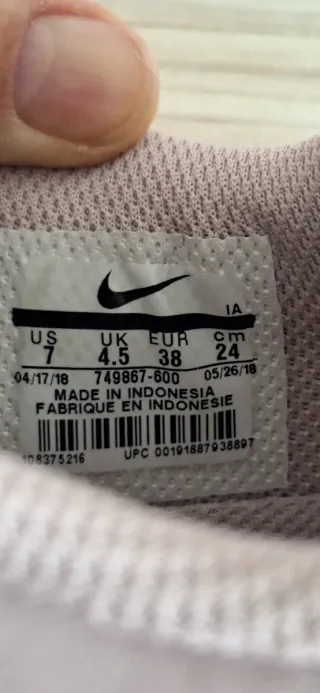 IA
US UK EUR cm
7 4.5 38 24
04/17/18 749867-600 05/26/18
MADE IN INDONESIA
FABRIQUE EN INDONESIE
UPC 00191887938897